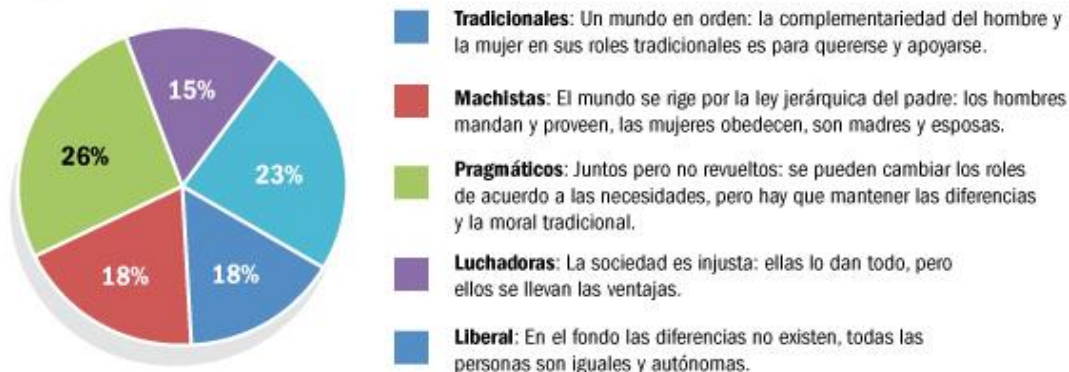 15%
26%
23%
18%
18%
Tradicionales: Un mundo en orden: la complementariedad del hombre y
la mujer en sus roles tradicionales es para quererse y apoyarse.
Machistas: El mundo se rige por la ley jerárquica del padre: los hombres
mandan y proveen, las mujeres obedecen, son madres y esposas.
Pragmáticos: Juntos pero no revueltos: se pueden cambiar los roles
de acuerdo a las necesidades, pero hay que mantener las diferencias
y la moral tradicional.
Luchadoras: La sociedad es injusta: ellas lo dan todo, pero
ellos se llevan las ventajas.
Liberal: En el fondo las diferencias no existen, todas las
personas son iguales y autónomas.